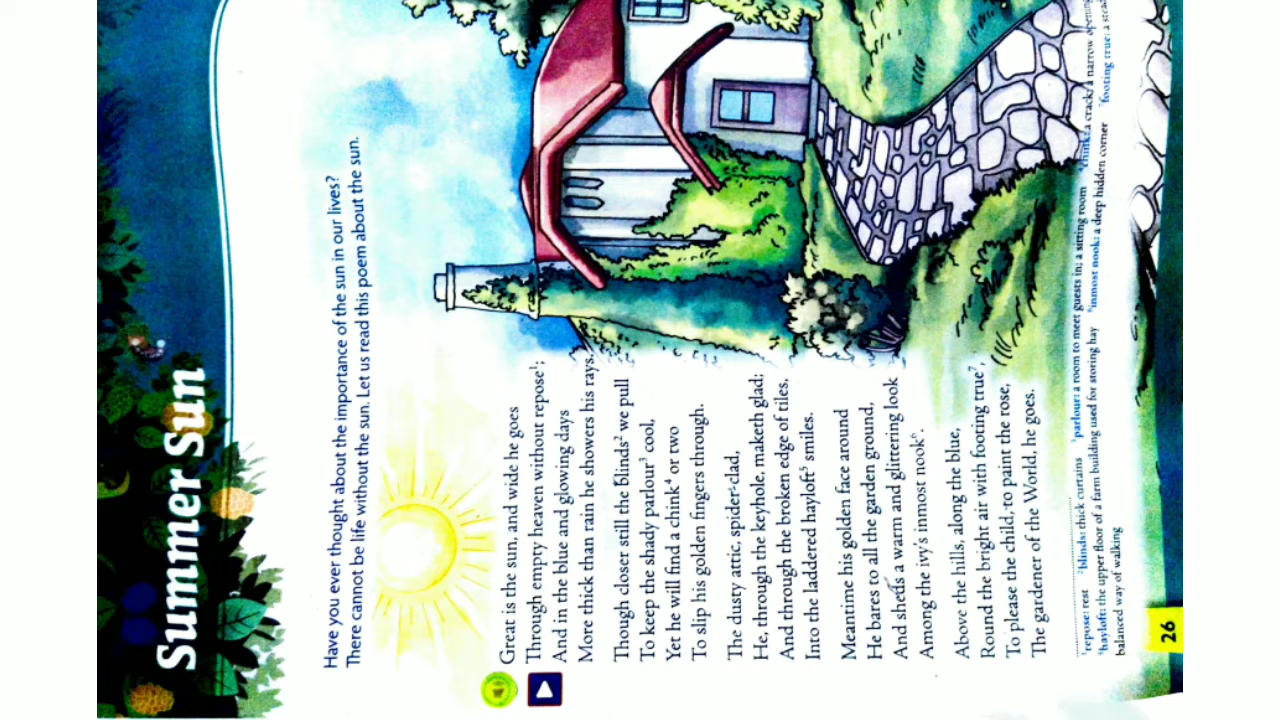 Summer Sun
Have you ever thought about the importance of the sun in our lives?
There cannot be life without the sun. Let us read this poem about the sun.
Great is the sun, and wide he goes
Through empty heaven without repose¹;
And in the blue and glowing days
More thick than rain he showers his rays.
Though closer still the blinds² we pull
To keep the shady parlour³ cool,
Yet he will find a chink⁴ or two
To slip his golden fingers through.
The dusty attic, spider-clad,
He, through the keyhole, maketh glad;
And through the broken edge of tiles,
Into the laddered hayloft⁵ smiles.
Meantime his golden face around
He bares to all the garden ground,
And sheds a warm and glittering look
Among the ivy's inmost nook⁶.
Above the hills, along the blue,
Round the bright air with footing true⁷,
To please the child, to paint the rose,
The gardener of the World, he goes.
¹repose: rest ²blinds: thick curtains ³parlour: a room to meet guests in; a sitting room ⁴chink: a crack; a narrow opening
⁵hayloft: the upper floor of a farm building used for storing hay ⁶inmost nook: a deep hidden corner ⁷footing true: a
balanced way of walking
26